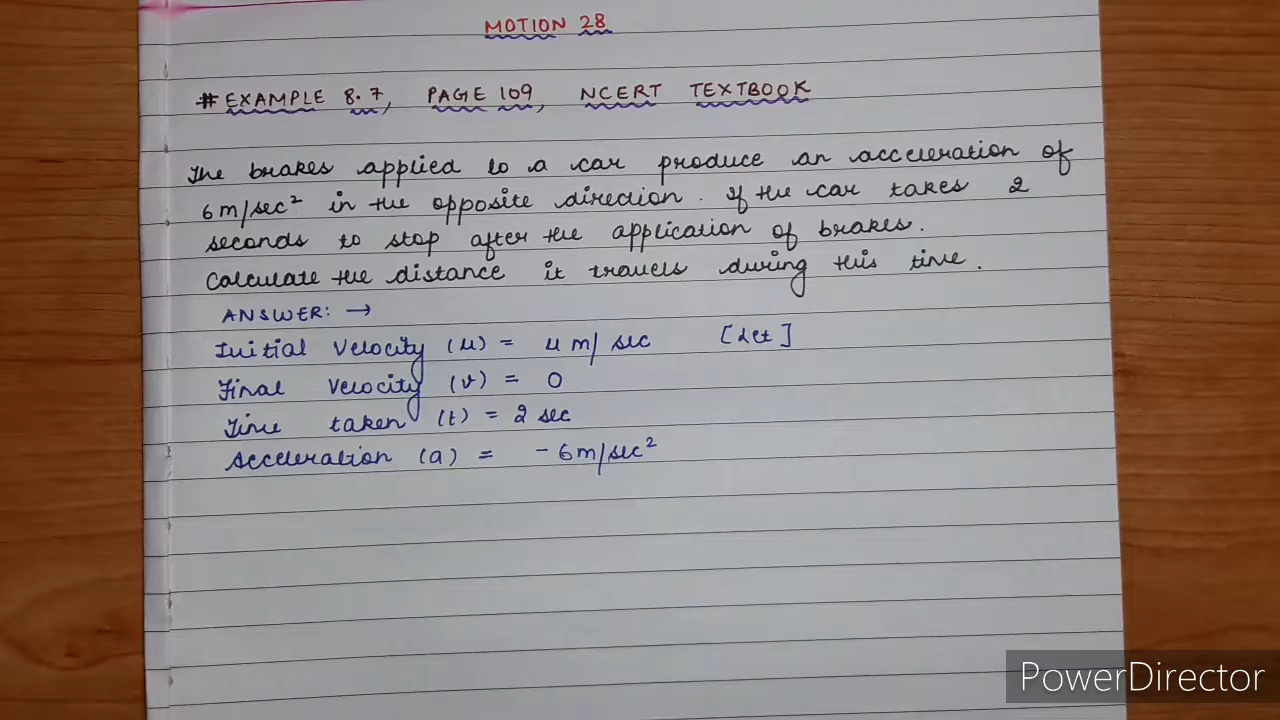 MOTION 28
# EXAMPLE 8.7, PAGE 109, NCERT TEXTBOOK
The brakes applied to a car produce an acceleration of
6m/sec² in the opposite direction. If the car takes 2
seconds to stop after the application of brakes.
Calculate the distance it travels during this time.
ANSWER: →
Initial Velocity (u) = u m/sec [Let]
Final Velocity (v) = 0
Time taken (t) = 2 sec
Acceleration (a) = -6m/sec²
PowerDirector